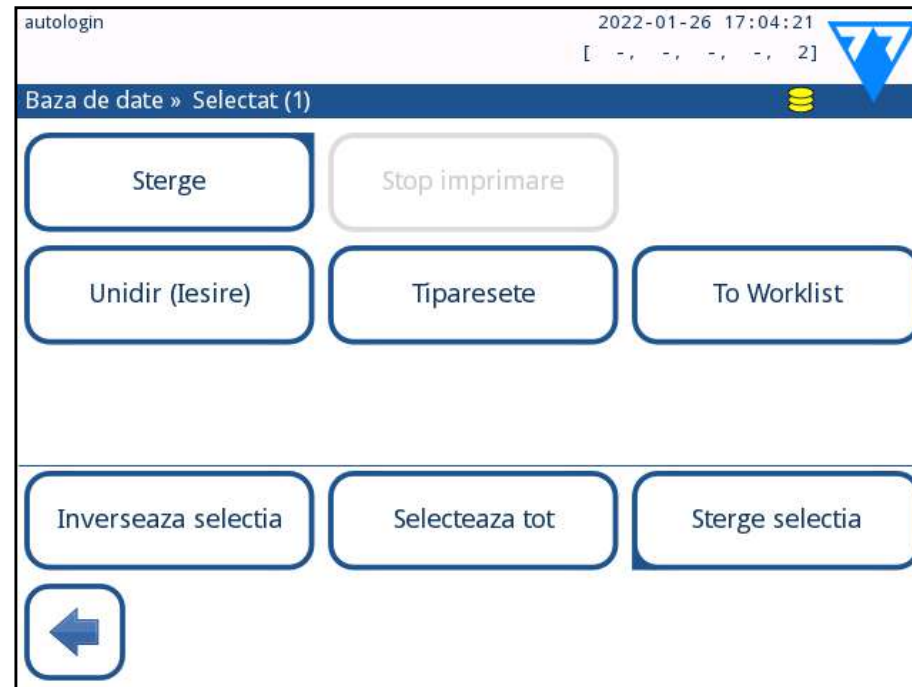 autologin 2022-01-26 17:04:21
[ -, -, -, -, 2]
Baza de date » Selectat (1)
Sterge Stop imprimare
Unidir (Iesire) Tiparesete To Worklist
Inverseaza selectia Selecteaza tot Sterge selectia